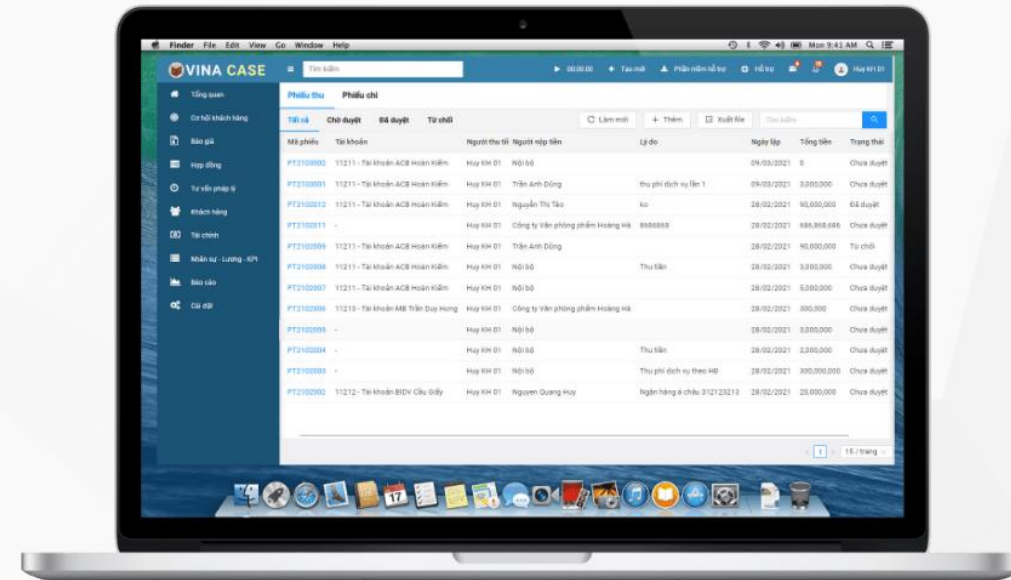 Finder File Edit View Go Window Help Mon 9:41 AM
VINA CASE Tìm kiếm 00:00:00 + Tạo mới Phần mềm hỗ trợ Hỗ trợ Huy KH 01
Tổng quan
Cơ hội khách hàng
Báo giá
Hợp đồng
Tư vấn pháp lý
Khách hàng
Tài chính
Nhân sự - Lương - KPI
Báo cáo
Cài đặt
Phiếu thu Phiếu chi
Tất cả Chờ duyệt Đã duyệt Từ chối Làm mới + Thêm Xuất file Tìm kiếm
Mã phiếu Tài khoản Người thu tiề Người nộp tiền Lý do Ngày lập Tổng tiền Trạng thái
PT2103002 11211 - Tài khoản ACB Hoàn Kiếm Huy KH 01 Nội bộ 09/03/2021 0 Chưa duyệt
PT2103001 11211 - Tài khoản ACB Hoàn Kiếm Huy KH 01 Trần Anh Dũng thu phí dịch vụ lần 1 09/03/2021 3,000,000 Chưa duyệt
PT2102012 11211 - Tài khoản ACB Hoàn Kiếm Huy KH 01 Nguyễn Thị Táo ko 28/02/2021 90,000,000 Đã duyệt
PT2102011 - Huy KH 01 Công ty Văn phòng phẩm Hoàng Hà 8686868 28/02/2021 686,868,686 Chưa duyệt
PT2102009 11211 - Tài khoản ACB Hoàn Kiếm Huy KH 01 Trần Anh Dũng 28/02/2021 90,000,000 Từ chối
PT2102008 11211 - Tài khoản ACB Hoàn Kiếm Huy KH 01 Nội bộ Thu tiền 28/02/2021 3,000,000 Chưa duyệt
PT2102007 11211 - Tài khoản ACB Hoàn Kiếm Huy KH 01 Nội bộ 28/02/2021 5,000,000 Chưa duyệt
PT2102006 11213 - Tài khoản MB Trần Duy Hưng Huy KH 01 Công ty Văn phòng phẩm Hoàng Hà 28/02/2021 300,000 Chưa duyệt
PT2102005 - Huy KH 01 Nội bộ 28/02/2021 3,000,000 Chưa duyệt
PT2102004 - Huy KH 01 Nội bộ Thu tiền 28/02/2021 2,000,000 Chưa duyệt
PT2102003 - Huy KH 01 Nội bộ Thu phí dịch vụ theo HĐ 28/02/2021 300,000,000 Chưa duyệt
PT2102002 11212 - Tài khoản BIDV Cầu Giấy Huy KH 01 Nguyen Quang Huy Ngân hàng á châu 312123213 28/02/2021 20,000,000 Chưa duyệt
1 15 / trang
17